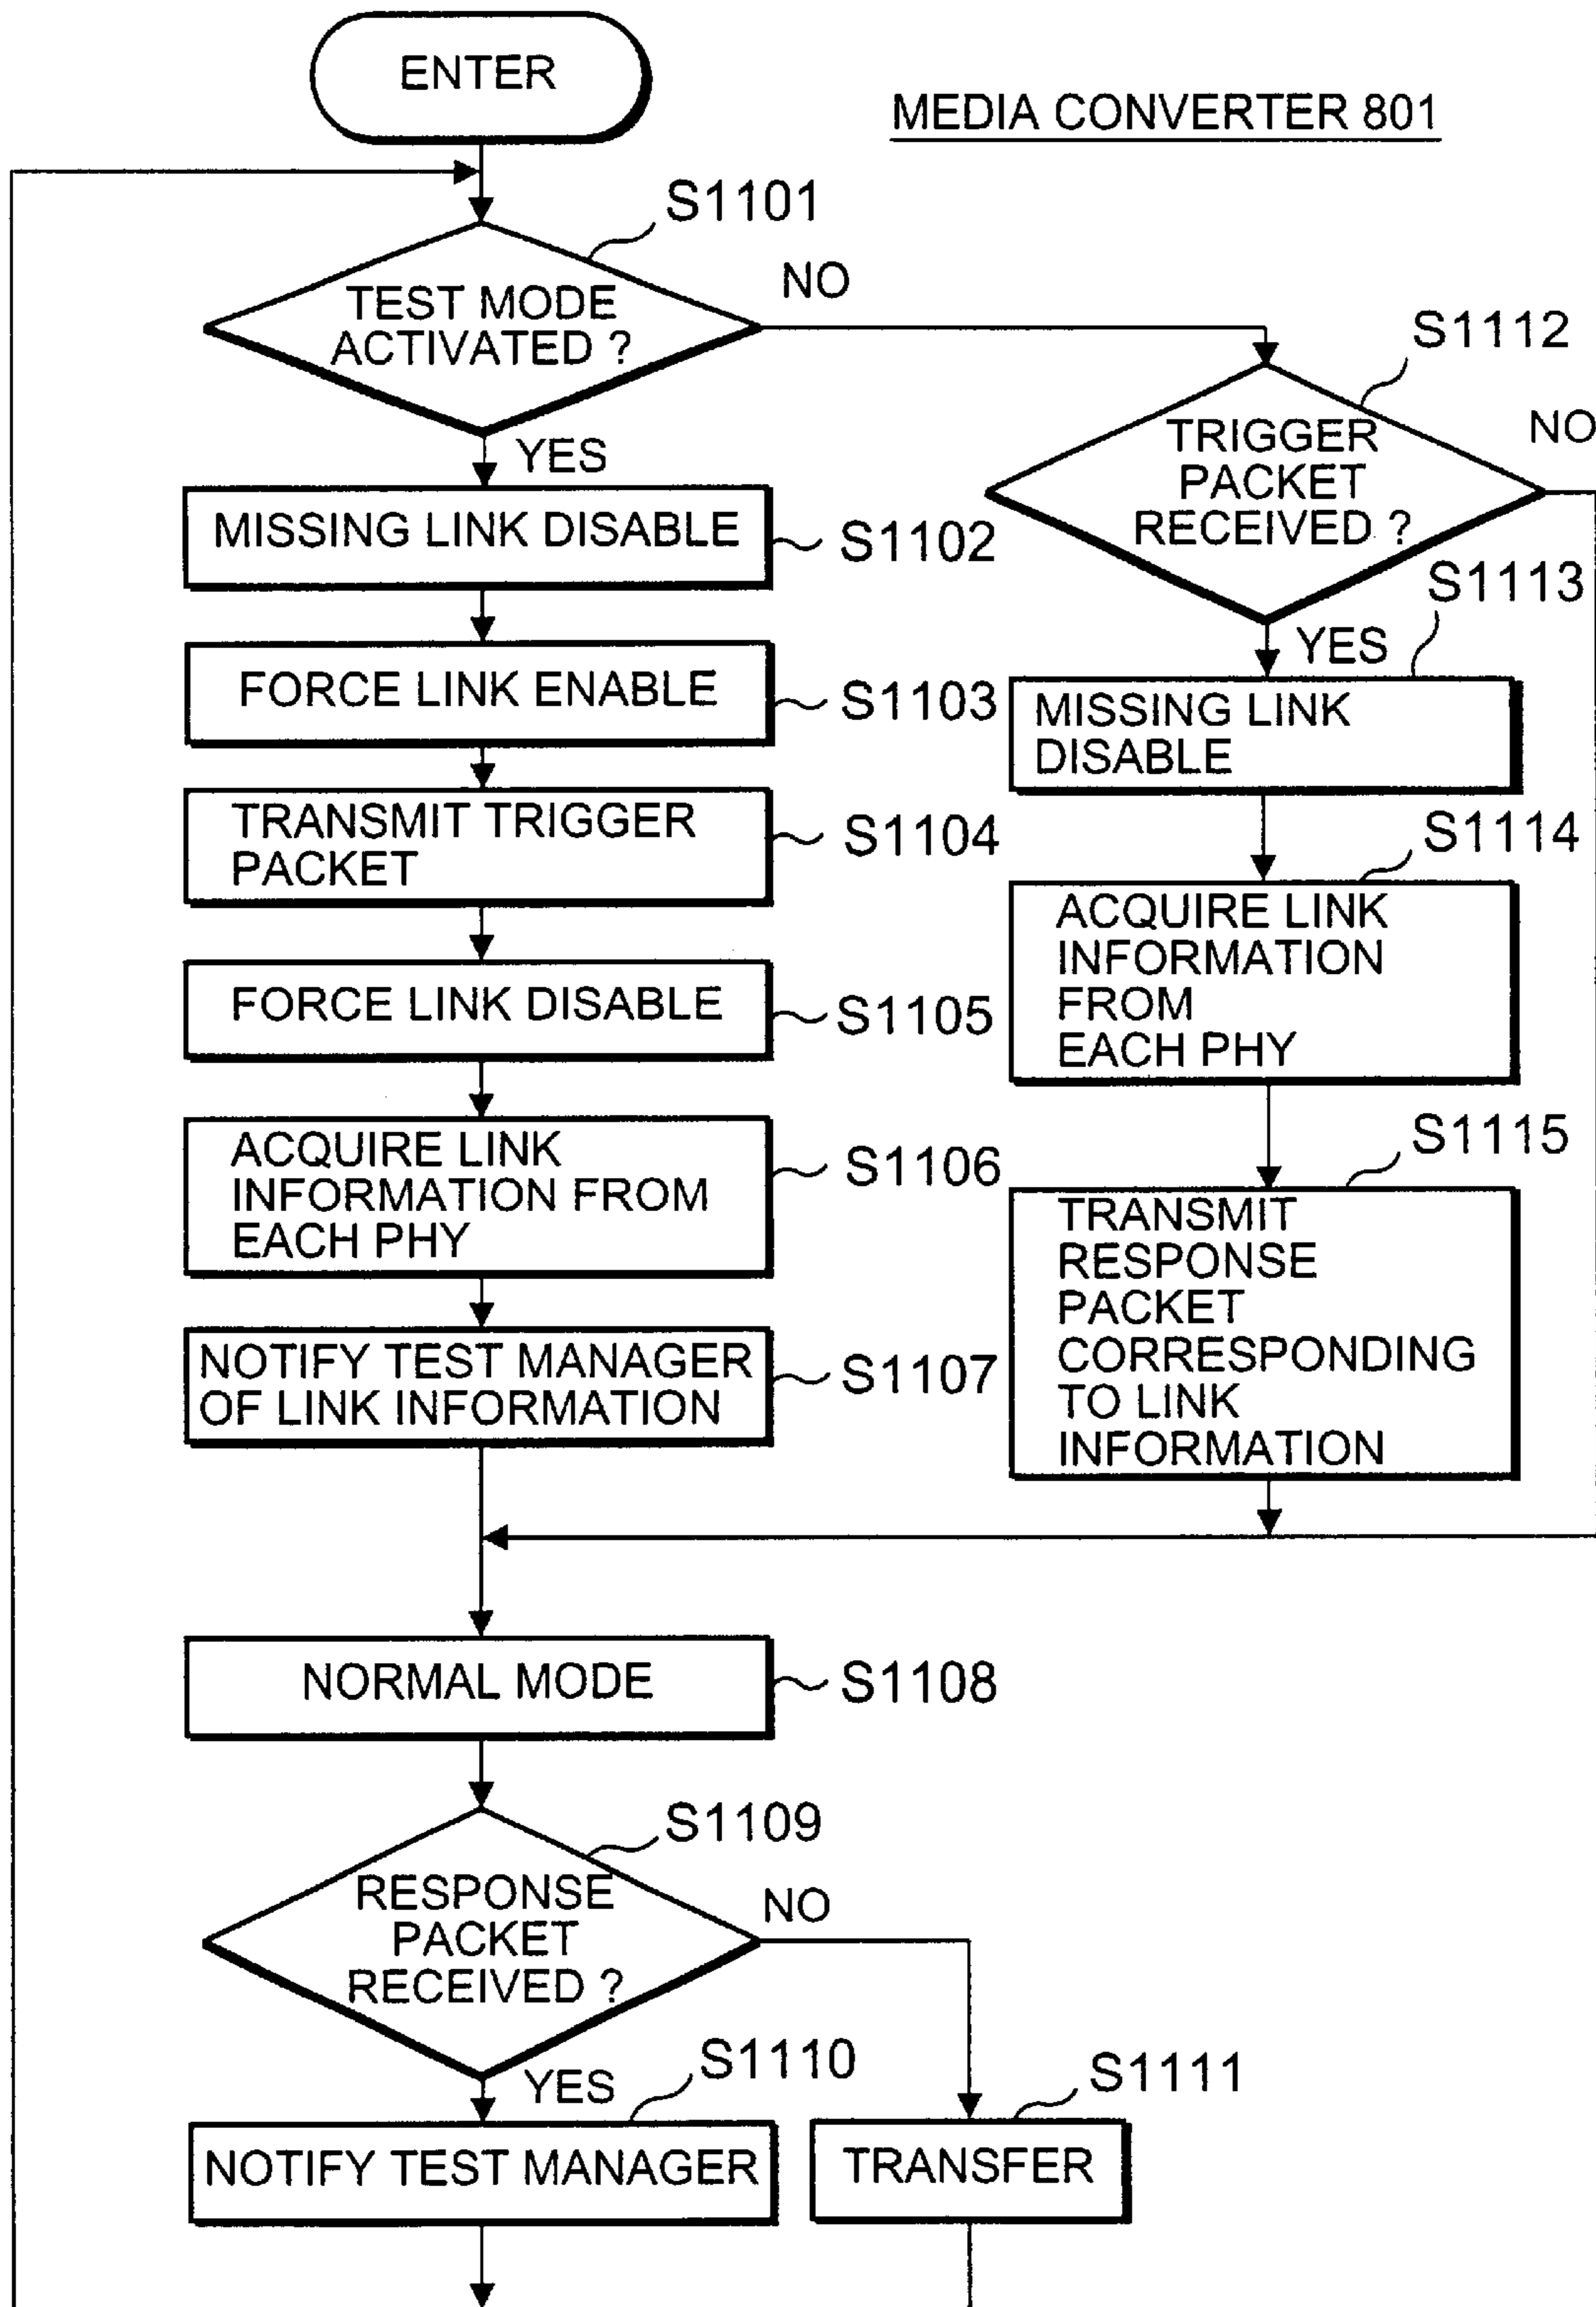 ENTER
MEDIA CONVERTER 801
S1101
TEST MODE
ACTIVATED ?
NO
YES
S1112
TRIGGER
PACKET
RECEIVED ?
NO
YES
MISSING LINK DISABLE
S1102
FORCE LINK ENABLE
S1103
TRANSMIT TRIGGER
PACKET
S1104
FORCE LINK DISABLE
S1105
ACQUIRE LINK
INFORMATION FROM
EACH PHY
S1106
NOTIFY TEST MANAGER
OF LINK INFORMATION
S1107
S1113
MISSING LINK
DISABLE
S1114
ACQUIRE LINK
INFORMATION
FROM
EACH PHY
S1115
TRANSMIT
RESPONSE
PACKET
CORRESPONDING
TO LINK
INFORMATION
NORMAL MODE
S1108
S1109
RESPONSE
PACKET
RECEIVED ?
NO
YES
S1110
NOTIFY TEST MANAGER
S1111
TRANSFER